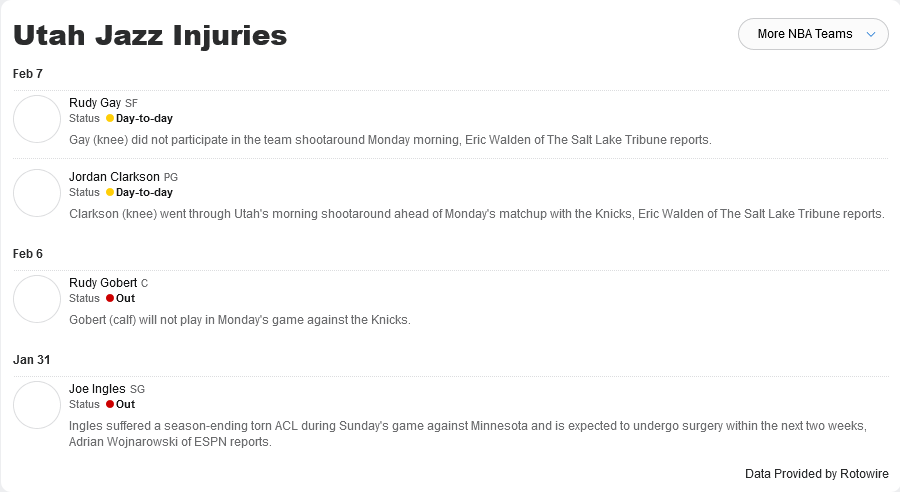 Utah Jazz Injuries
More NBA Teams
Feb 7
Rudy Gay SF
Status Day-to-day
Gay (knee) did not participate in the team shootaround Monday morning, Eric Walden of The Salt Lake Tribune reports.
Jordan Clarkson PG
Status Day-to-day
Clarkson (knee) went through Utah's morning shootaround ahead of Monday's matchup with the Knicks, Eric Walden of The Salt Lake Tribune reports.
Feb 6
Rudy Gobert C
Status Out
Gobert (calf) will not play in Monday's game against the Knicks.
Jan 31
Joe Ingles SG
Status Out
Ingles suffered a season-ending torn ACL during Sunday's game against Minnesota and is expected to undergo surgery within the next two weeks,
Adrian Wojnarowski of ESPN reports.
Data Provided by Rotowire